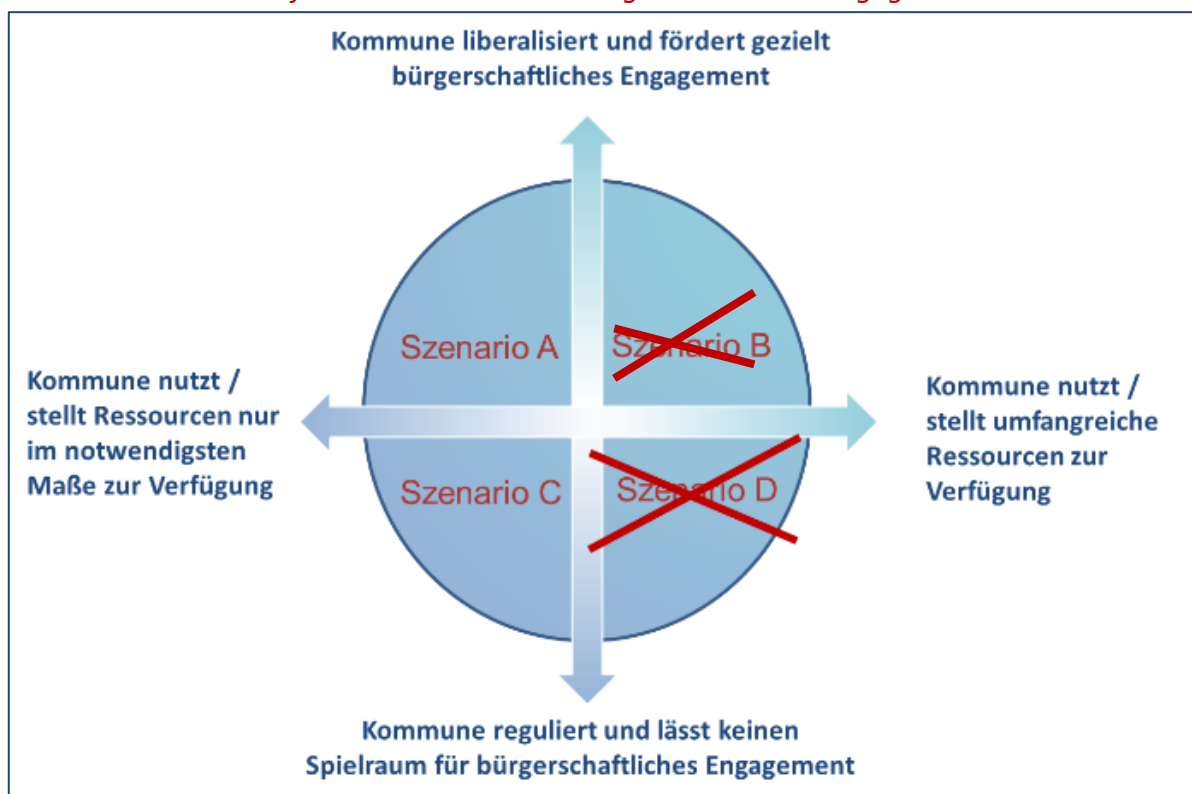 Kommune liberalisiert und fördert gezielt
bürgerschaftliches Engagement
Szenario A
Szenario B
Kommune nutzt /
stellt Ressourcen nur
im notwendigsten
Maße zur Verfügung
Kommune nutzt /
stellt umfangreiche
Ressourcen zur
Verfügung
Szenario C
Szenario D
Kommune reguliert und lässt keinen
Spielraum für bürgerschaftliches Engagement